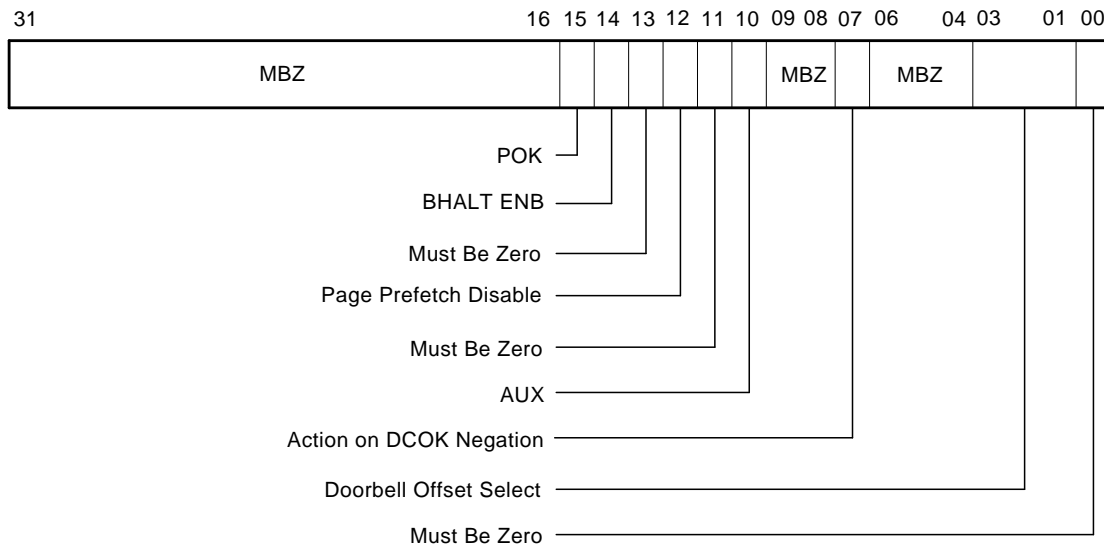 31 16 15 14 13 12 11 10 09 08 07 06 04 03 01 00
MBZ MBZ MBZ
POK
BHALT ENB
Must Be Zero
Page Prefetch Disable
Must Be Zero
AUX
Action on DCOK Negation
Doorbell Offset Select
Must Be Zero